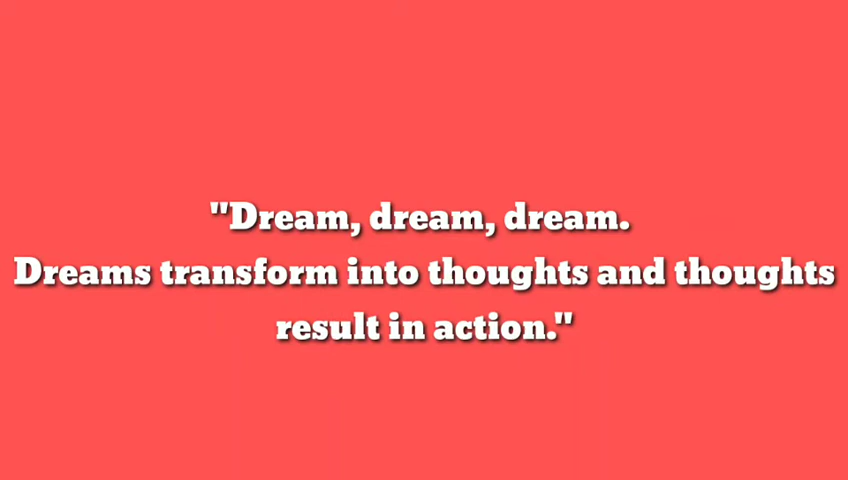 "Dream, dream, dream.
Dreams transform into thoughts and thoughts
result in action."